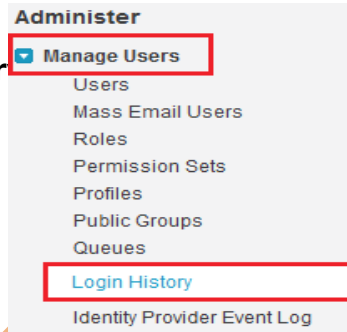 Administer
Manage Users
Users
Mass Email Users
Roles
Permission Sets
Profiles
Public Groups
Queues
Login History
Identity Provider Event Log